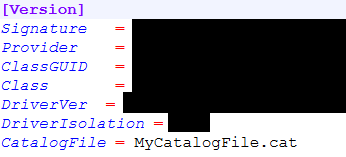 [Version]
Signature =
Provider =
ClassGUID =
Class =
DriverVer =
DriverIsolation =
CatalogFile = MyCatalogFile.cat